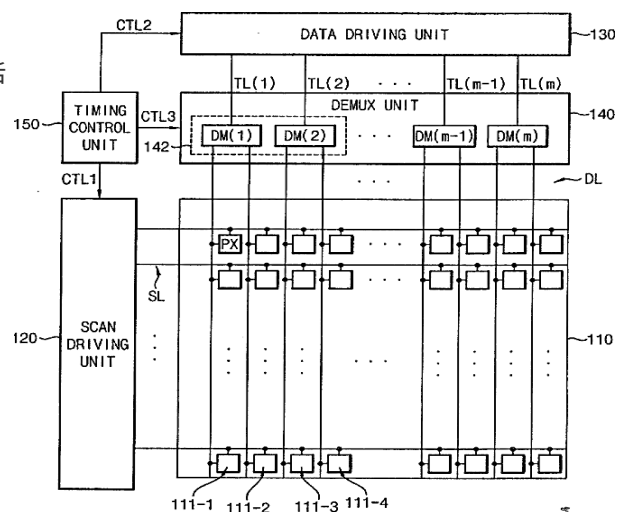 CTL2
DATA DRIVING UNIT
130
TL(1) TL(2) · · · TL(m-1) TL(m)
150
TIMING CONTROL UNIT
CTL3
DEMUX UNIT
140
142
DM(1) DM(2) · · · DM(m-1) DM(m)
CTL1
· · ·
DL
PX
SL
120
SCAN DRIVING UNIT
110
111-1 111-2 111-3 111-4